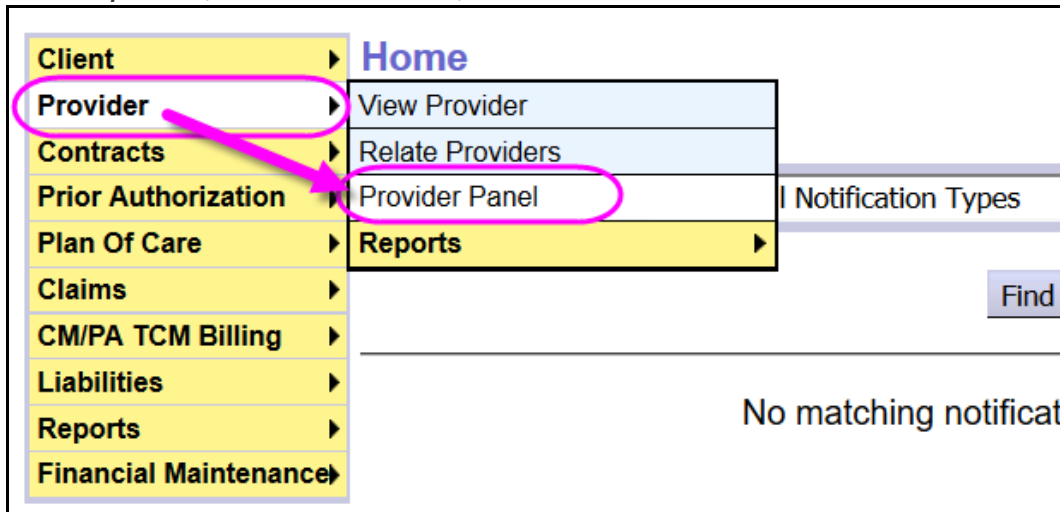 Client
Provider
Contracts
Prior Authorization
Plan Of Care
Claims
CM/PA TCM Billing
Liabilities
Reports
Financial Maintenance
Home
View Provider
Relate Providers
Provider Panel
Reports
l Notification Types
Find
No matching notificat